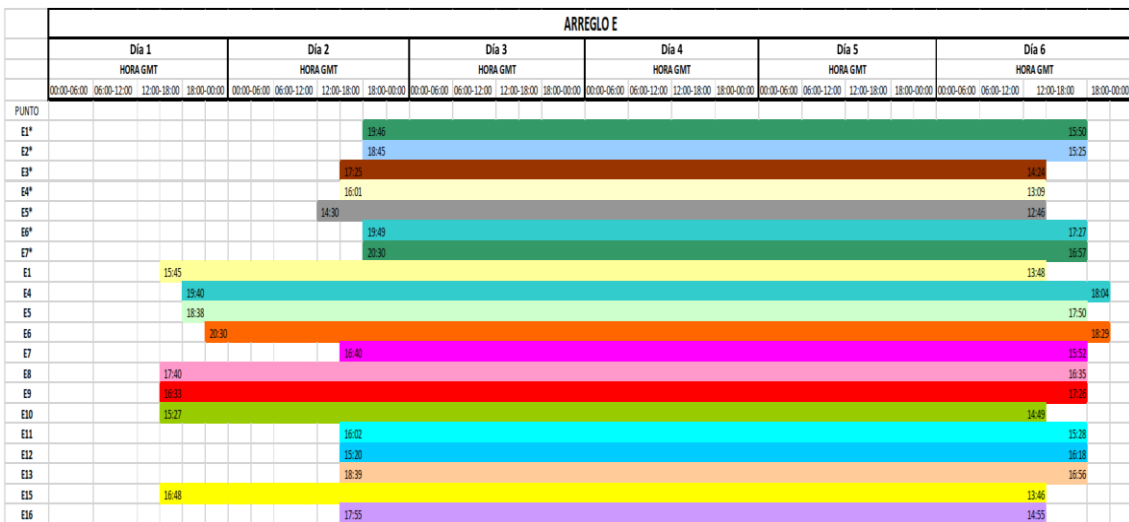 ARREGLO E
Día 1 Día 2 Día 3 Día 4 Día 5 Día 6
HORA GMT HORA GMT HORA GMT HORA GMT HORA GMT HORA GMT
00:00-06:00 06:00-12:00 12:00-18:00 18:00-00:00 00:00-06:00 06:00-12:00 12:00-18:00 18:00-00:00 00:00-06:00 06:00-12:00 12:00-18:00 18:00-00:00 00:00-06:00 06:00-12:00 12:00-18:00 18:00-00:00 00:00-06:00 06:00-12:00 12:00-18:00 18:00-00:00 00:00-06:00 06:00-12:00 12:00-18:00 18:00-00:00
PUNTO
E1* 19:46 15:50
E2* 18:45 15:25
E3* 17:25 14:24
E4* 16:01 13:09
E5* 14:30 12:46
E6* 19:49 17:27
E7* 20:30 16:57
E1 15:45 13:48
E4 19:40 18:04
E5 18:38 17:50
E6 20:30 18:29
E7 16:40 15:52
E8 17:40 16:35
E9 16:33 17:26
E10 15:27 14:49
E11 16:02 15:28
E12 15:20 16:18
E13 18:39 16:56
E15 16:48 13:46
E16 17:55 14:55